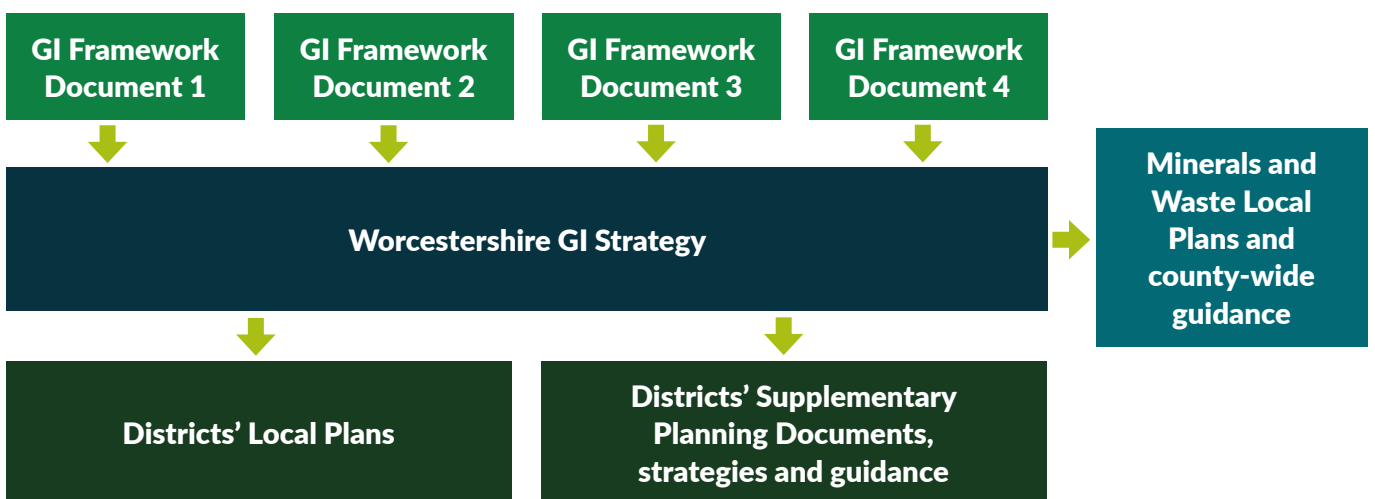 GI Framework
Document 1
GI Framework
Document 2
GI Framework
Document 3
GI Framework
Document 4
Worcestershire GI Strategy
Minerals and
Waste Local
Plans and
county-wide
guidance
Districts’ Local Plans
Districts’ Supplementary
Planning Documents,
strategies and guidance